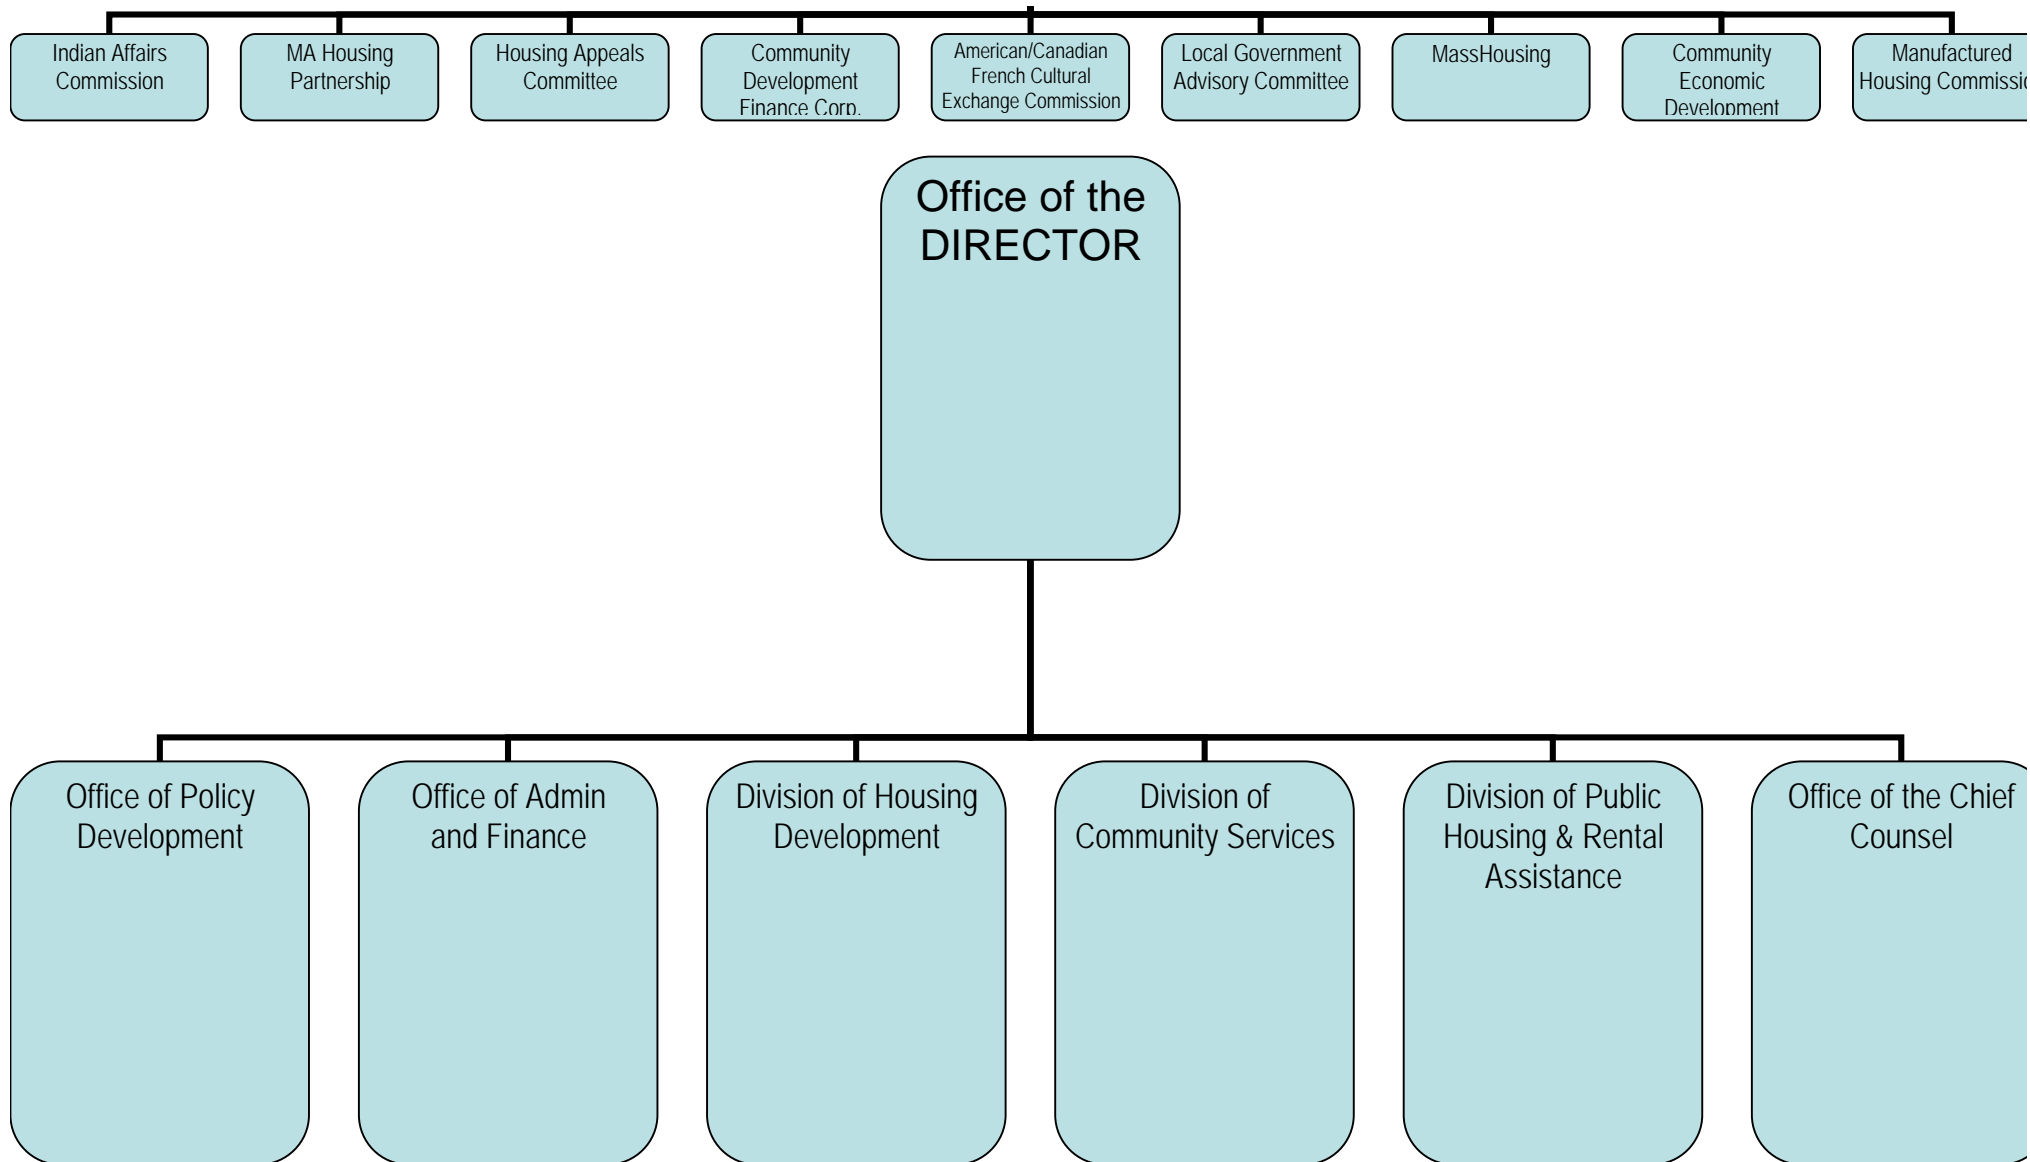 Indian Affairs
Commission
MA Housing
Partnership
Housing Appeals
Committee
Community
Development
Finance Corp.
American/Canadian
French Cultural
Exchange Commission
Local Government
Advisory Committee
MassHousing
Community
Economic
Development
Manufactured
Housing Commissio
Office of the
DIRECTOR
Office of Policy
Development
Office of Admin
and Finance
Division of Housing
Development
Division of
Community Services
Division of Public
Housing & Rental
Assistance
Office of the Chief
Counsel